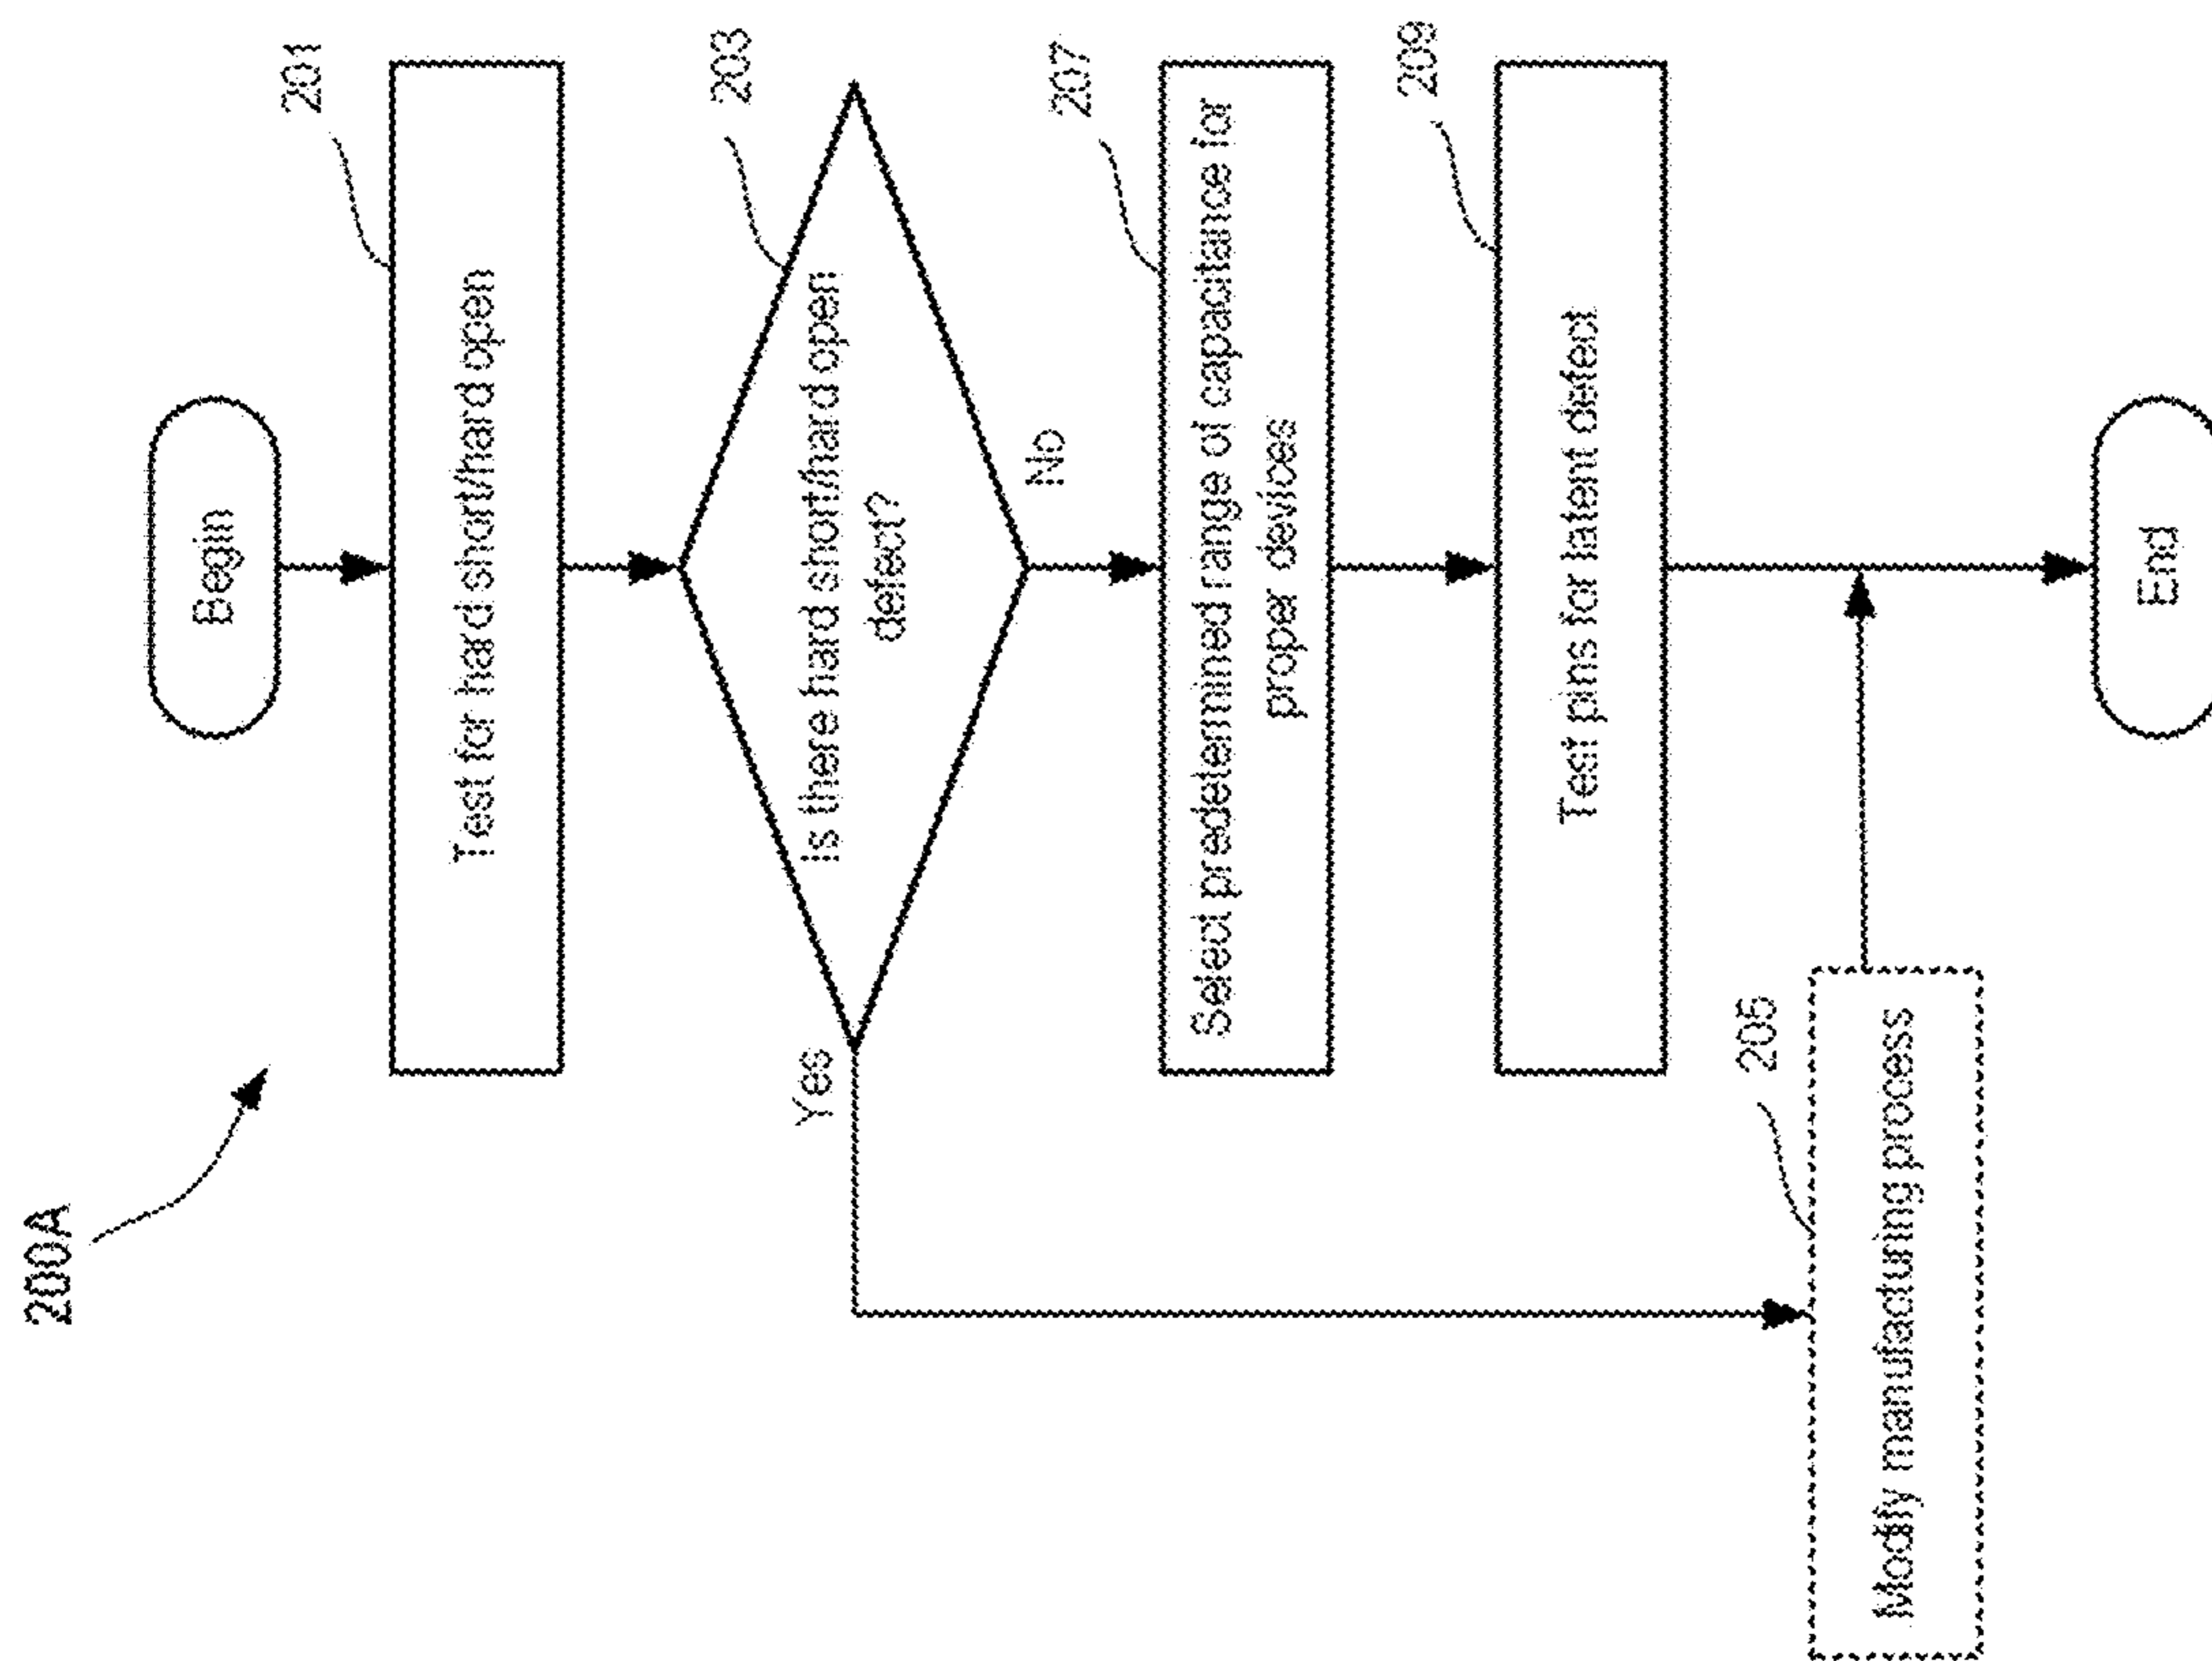 200A
Begin
201
Test for hard short/hard open
203
Is there hard short/hard open
defect?
Yes
No
207
Select predetermined range of capacitance for
proper devices
209
Test pins for latent defect
205
Modify manufacturing process
End